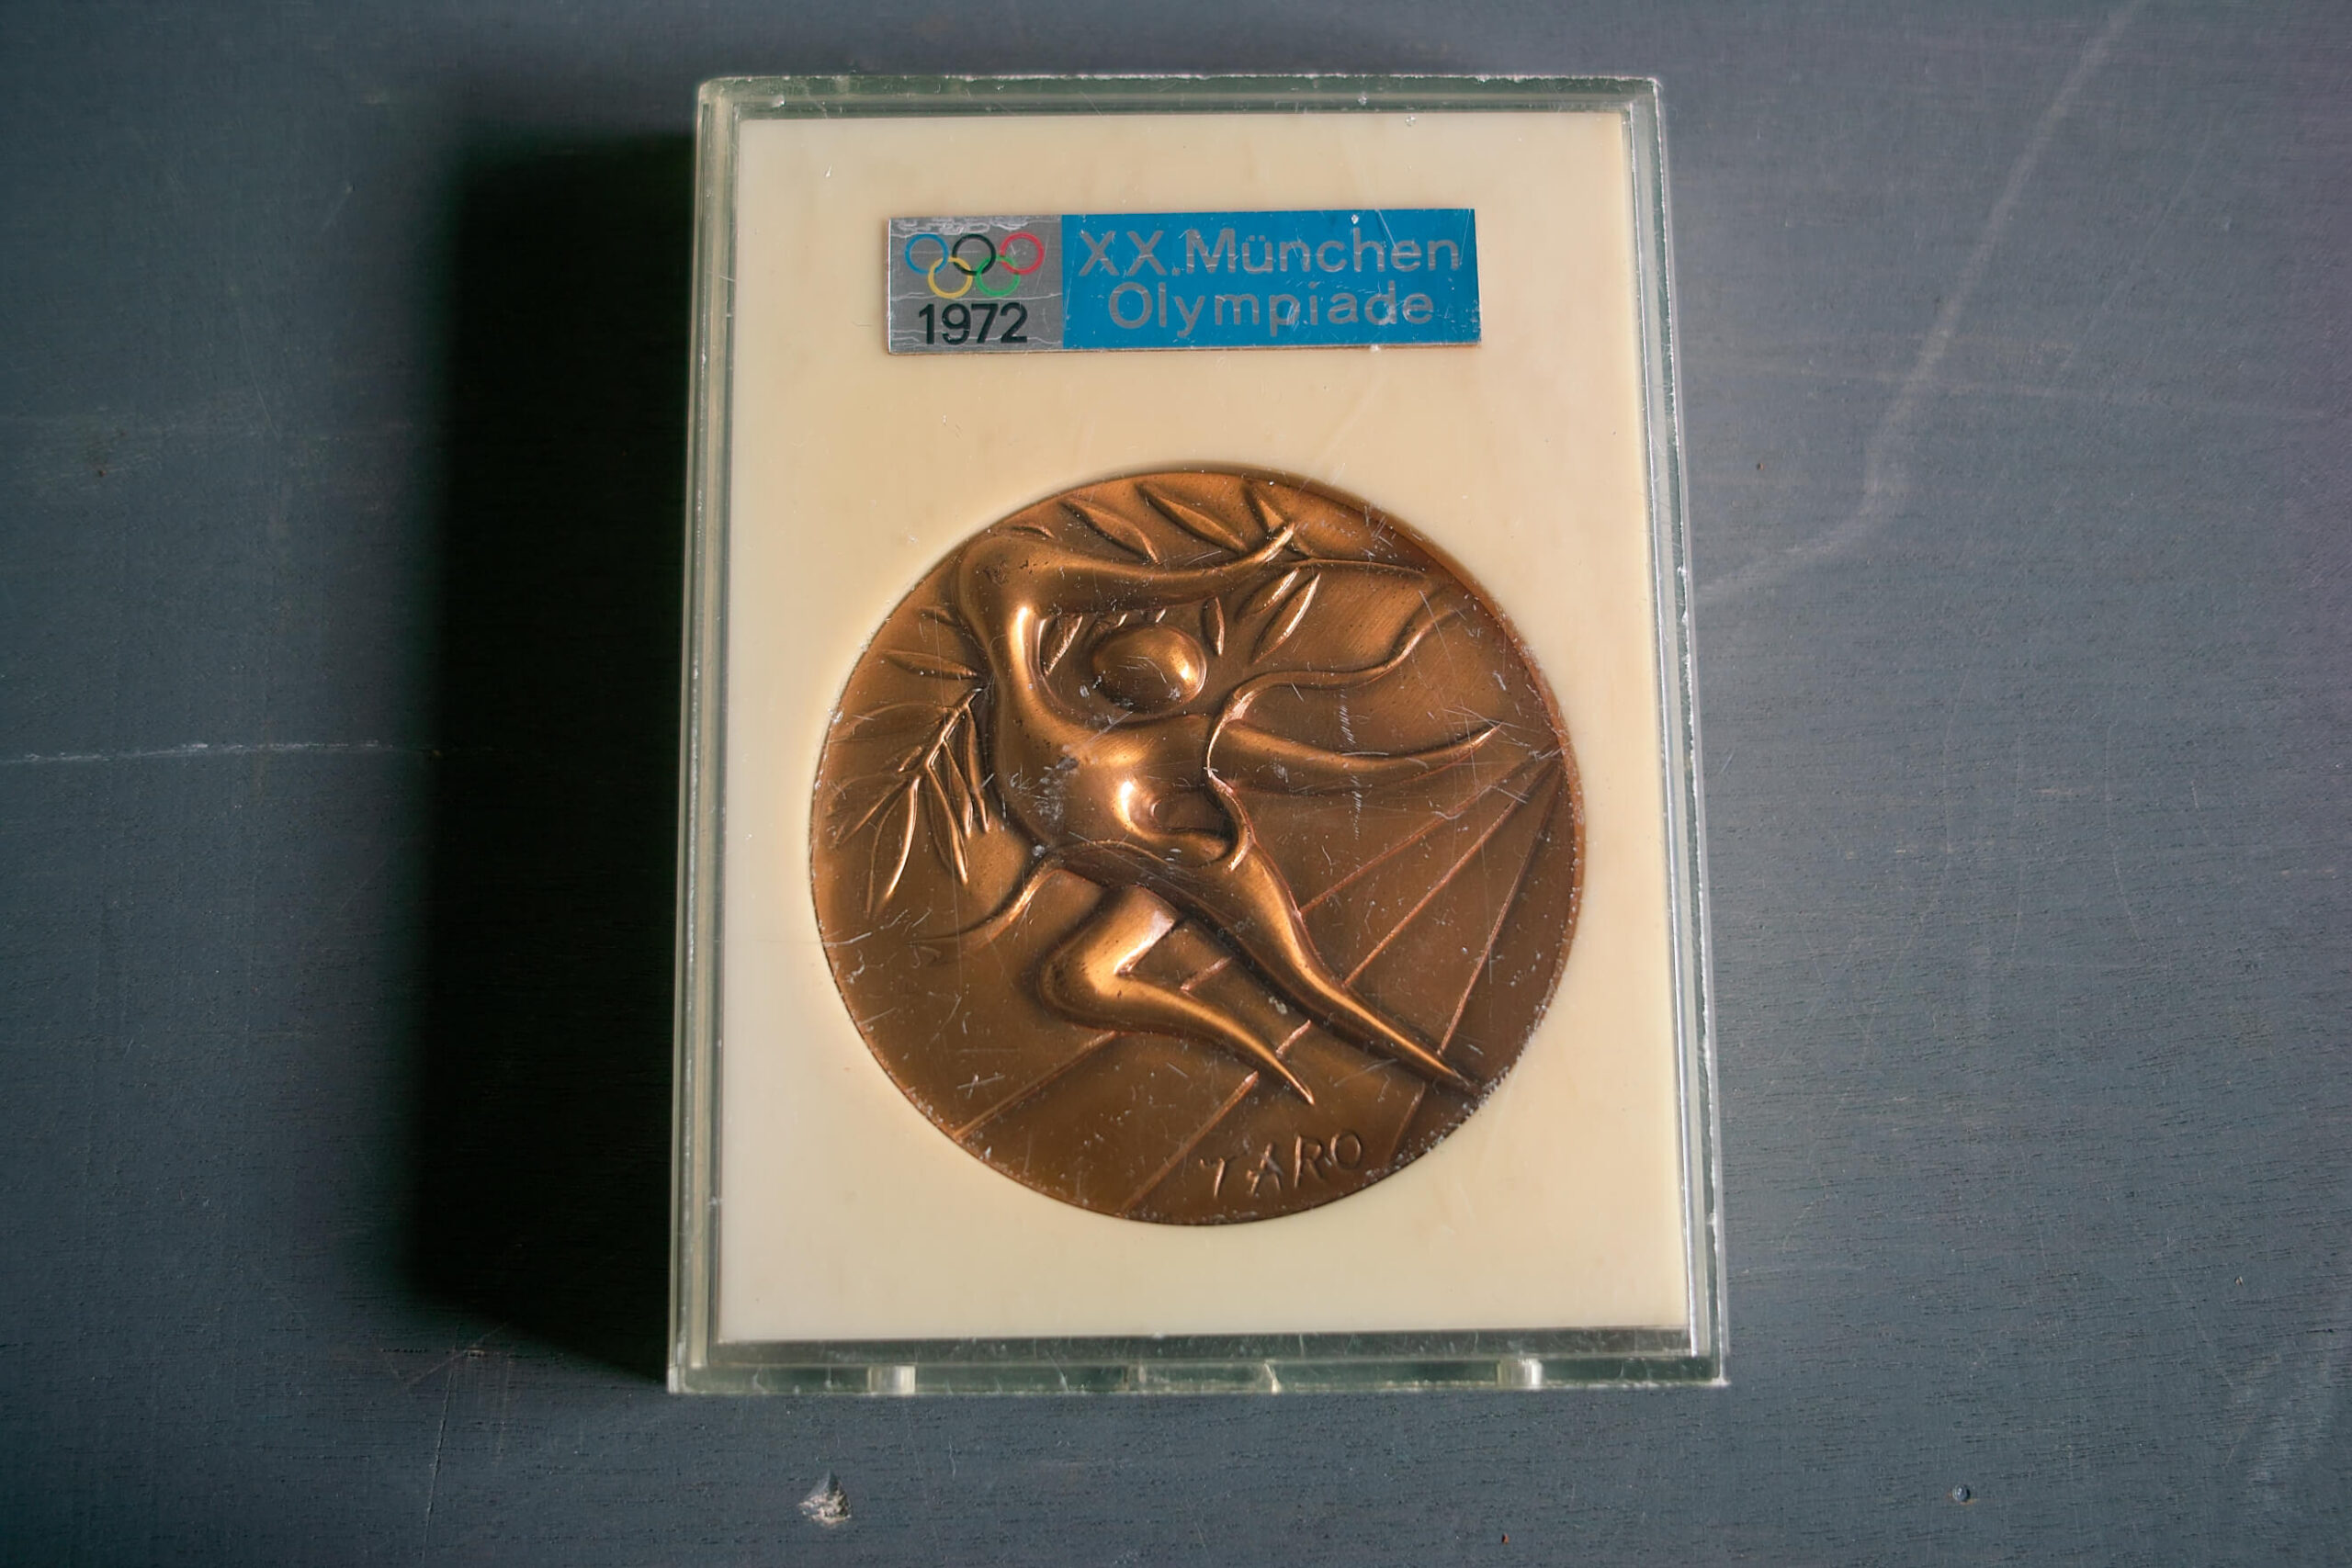 XX.München
Olympiade
1972
TARO